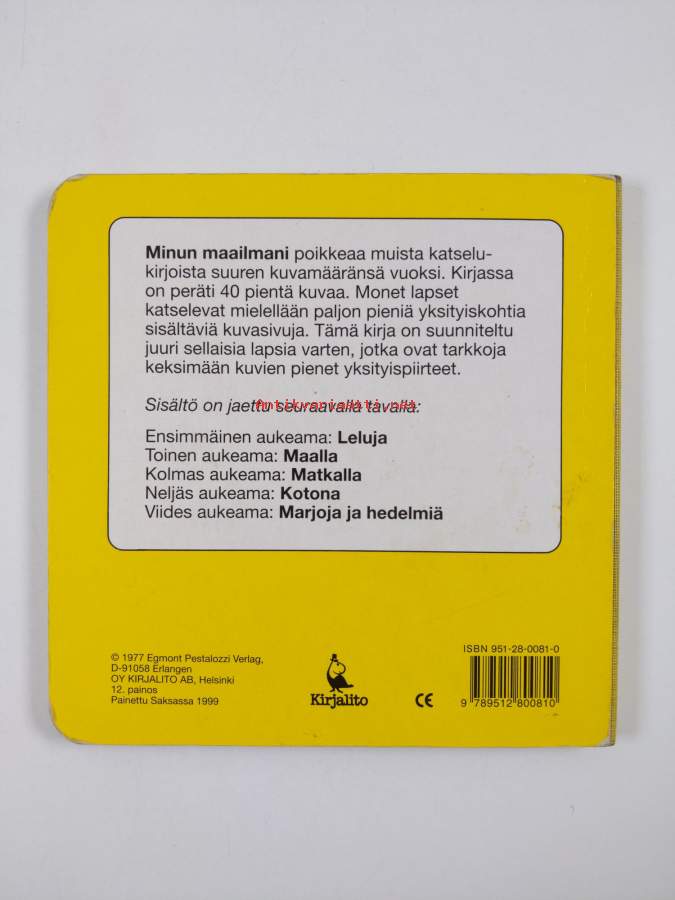 Minun maailmani poikkeaa muista katselu-
kirjoista suuren kuvamääränsä vuoksi. Kirjassa
on peräti 40 pientä kuvaa. Monet lapset
katselevat mielellään paljon pieniä yksityiskohtia
sisältäviä kuvasivuja. Tämä kirja on suunniteltu
juuri sellaisia lapsia varten, jotka ovat tarkkoja
keksimään kuvien pienet yksityispiirteet.
Sisältö on jaettu seuraavalla tavalla:
antikvariaatti.net
Ensimmäinen aukeama: Leluja
Toinen aukeama: Maalla
Kolmas aukeama: Matkalla
Neljäs aukeama: Kotona
Viides aukeama: Marjoja ja hedelmiä
© 1977 Egmont Pestalozzi Verlag,
D-91058 Erlangen
OY KIRJALITO AB, Helsinki
12. painos
Painettu Saksassa 1999
Kirjalito
CE
ISBN 951-28-0081-0
9 789512 800810